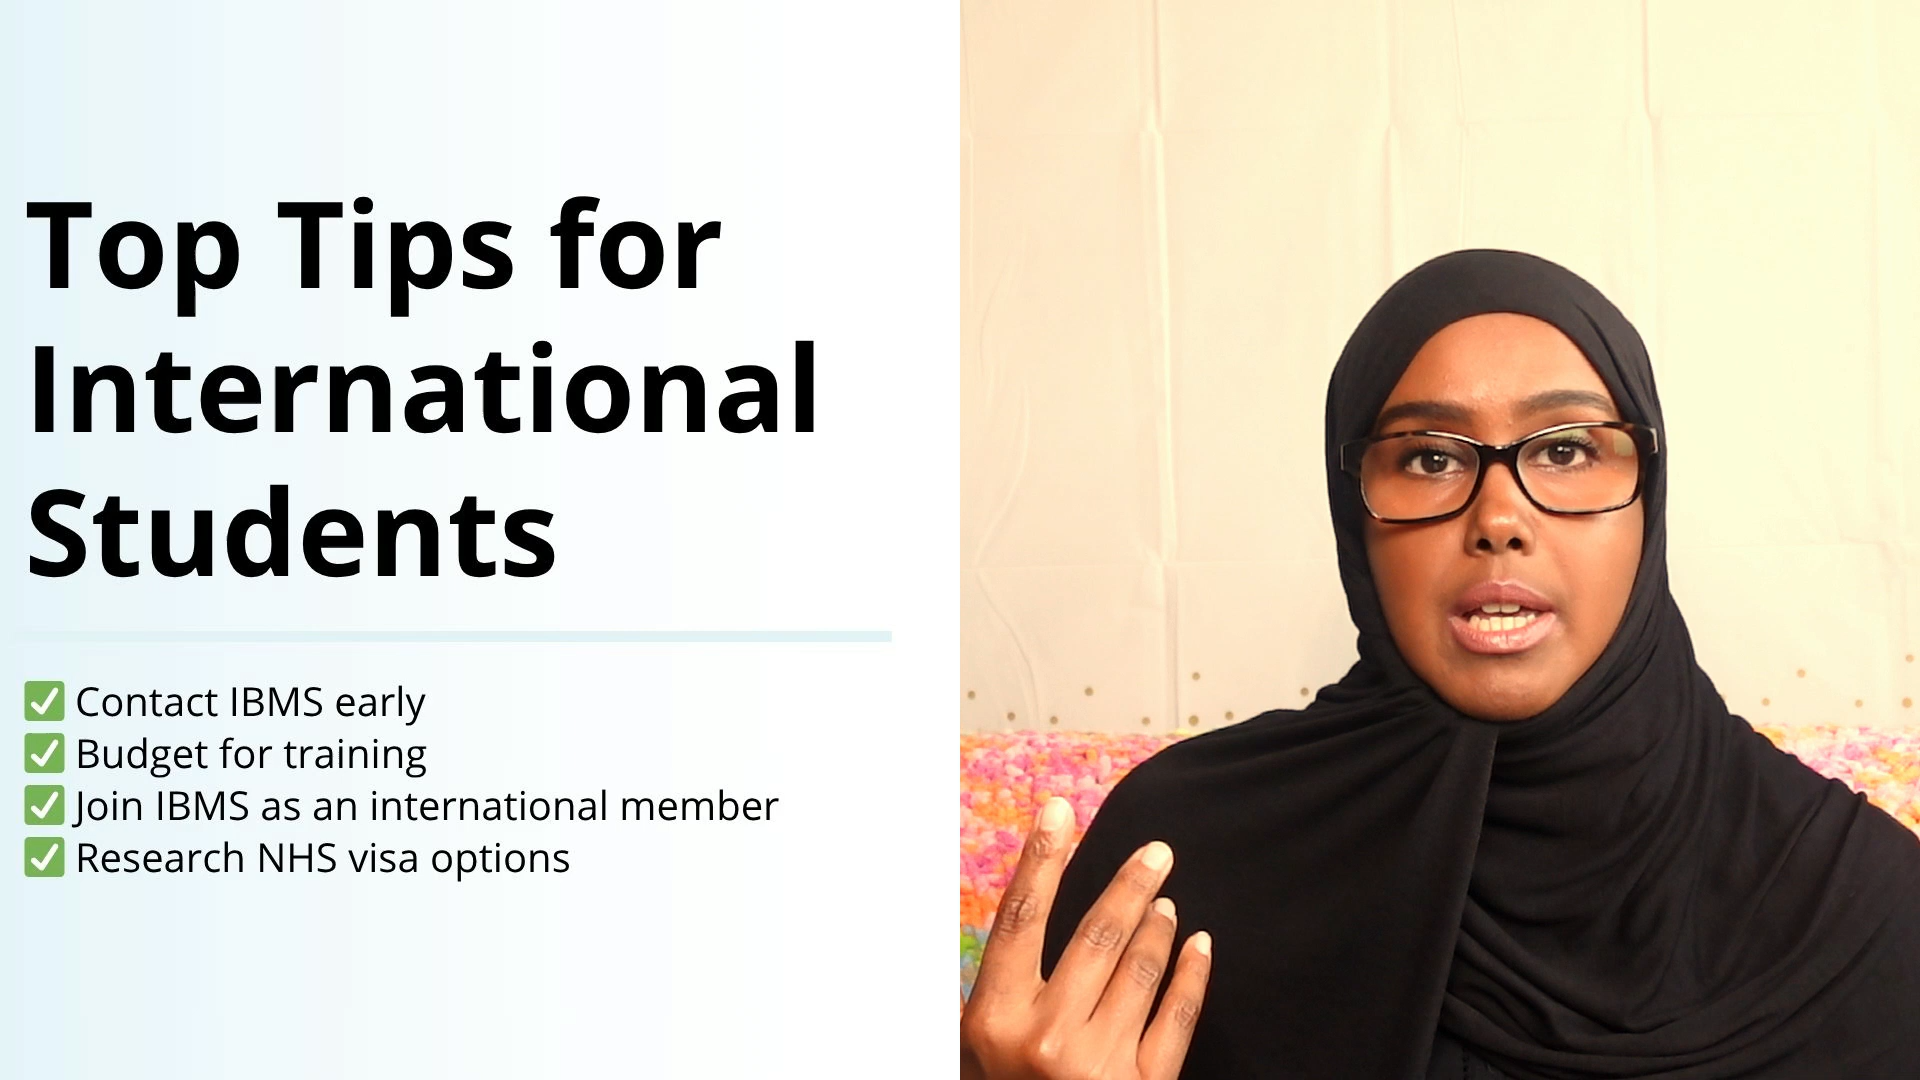 Top Tips for
International
Students
✅ Contact IBMS early
✅ Budget for training
✅ Join IBMS as an international member
✅ Research NHS visa options